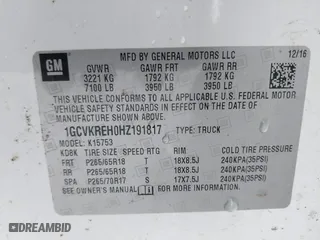 GM
MFD BY GENERAL MOTORS LLC
12/16
GVWR GAWR FRT GAWR RR
3221 KG 1792 KG 1792 KG
7100 LB 3950 LB 3950 LB
THIS VEHICLE CONFORMS TO ALL APPLICABLE U.S. FEDERAL MOTOR
VEHICLE SAFETY STANDARDS IN EFFECT ON THE DATE OF
MANUFACTURE SHOWN ABOVE.
1GCVKREH0HZ191817 TYPE: TRUCK
MODEL: K15753
TIRE SIZE SPEED RTG RIM COLD TIRE PRESSURE
FRT P265/65R18 T 18X8.5J 240KPA(35PSI)
RR P265/65R18 T 18X8.5J 240KPA(35PSI)
SPA P265/70R17 S 17X7.5J 240KPA(35PSI)
SEE OWNER'S MANUAL FOR ADDITIONAL INFORMATION.